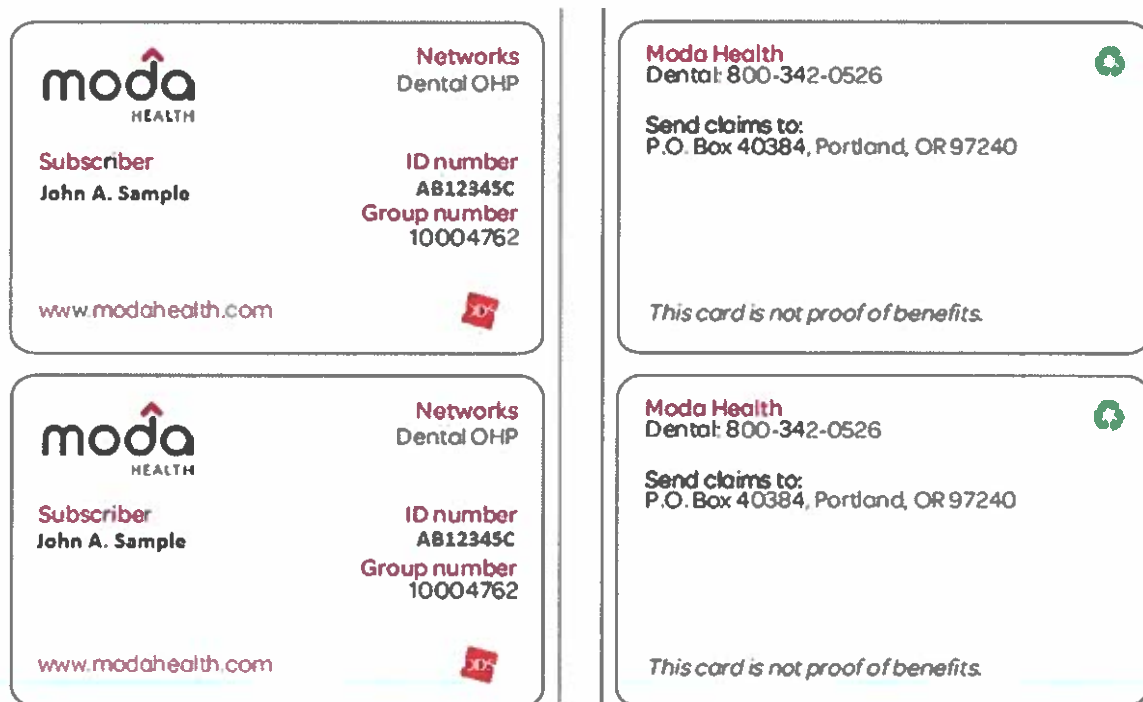 moda
HEALTH
Networks
Dental OHP
Subscriber
John A. Sample
ID number
AB12345C
Group number
10004762
www.modahealth.com
Moda Health
Dental: 800-342-0526
Send claims to:
P.O. Box 40384, Portland, OR 97240
This card is not proof of benefits.
moda
HEALTH
Networks
Dental OHP
Subscriber
John A. Sample
ID number
AB12345C
Group number
10004762
www.modahealth.com
Moda Health
Dental: 800-342-0526
Send claims to:
P.O. Box 40384, Portland, OR 97240
This card is not proof of benefits.